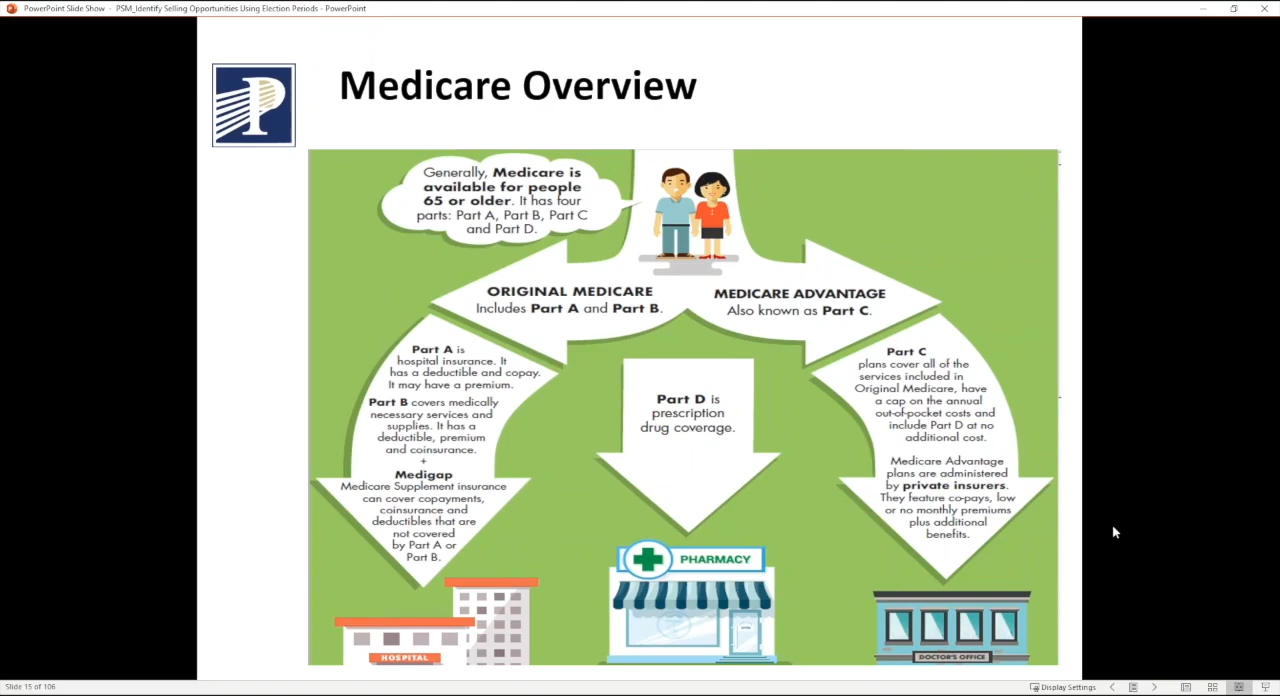 PowerPoint Slide Show - PSM_Identify Selling Opportunities Using Election Periods - PowerPoint
P
Medicare Overview
Generally, Medicare is
available for people
65 or older. It has four
parts: Part A, Part B, Part C
and Part D.
ORIGINAL MEDICARE
Includes Part A and Part B.
MEDICARE ADVANTAGE
Also known as Part C.
Part A is
hospital insurance. It
has a deductible and copay.
It may have a premium.
Part B covers medically
necessary services and
supplies. It has a
deductible, premium
and coinsurance.
+
Medigap
Medicare Supplement insurance
can cover copayments,
coinsurance and
deductibles that are
not covered
by Part A or
Part B.
Part D is
prescription
drug coverage.
Part C
plans cover all of the
services included in
Original Medicare, have
a cap on the annual
out-of-pocket costs and
include Part D at no
additional cost.
Medicare Advantage
plans are administered
by private insurers.
They feature co-pays, low
or no monthly premiums
plus additional
benefits.
HOSPITAL
PHARMACY
DOCTOR'S OFFICE
Slide 15 of 106
Display Settings